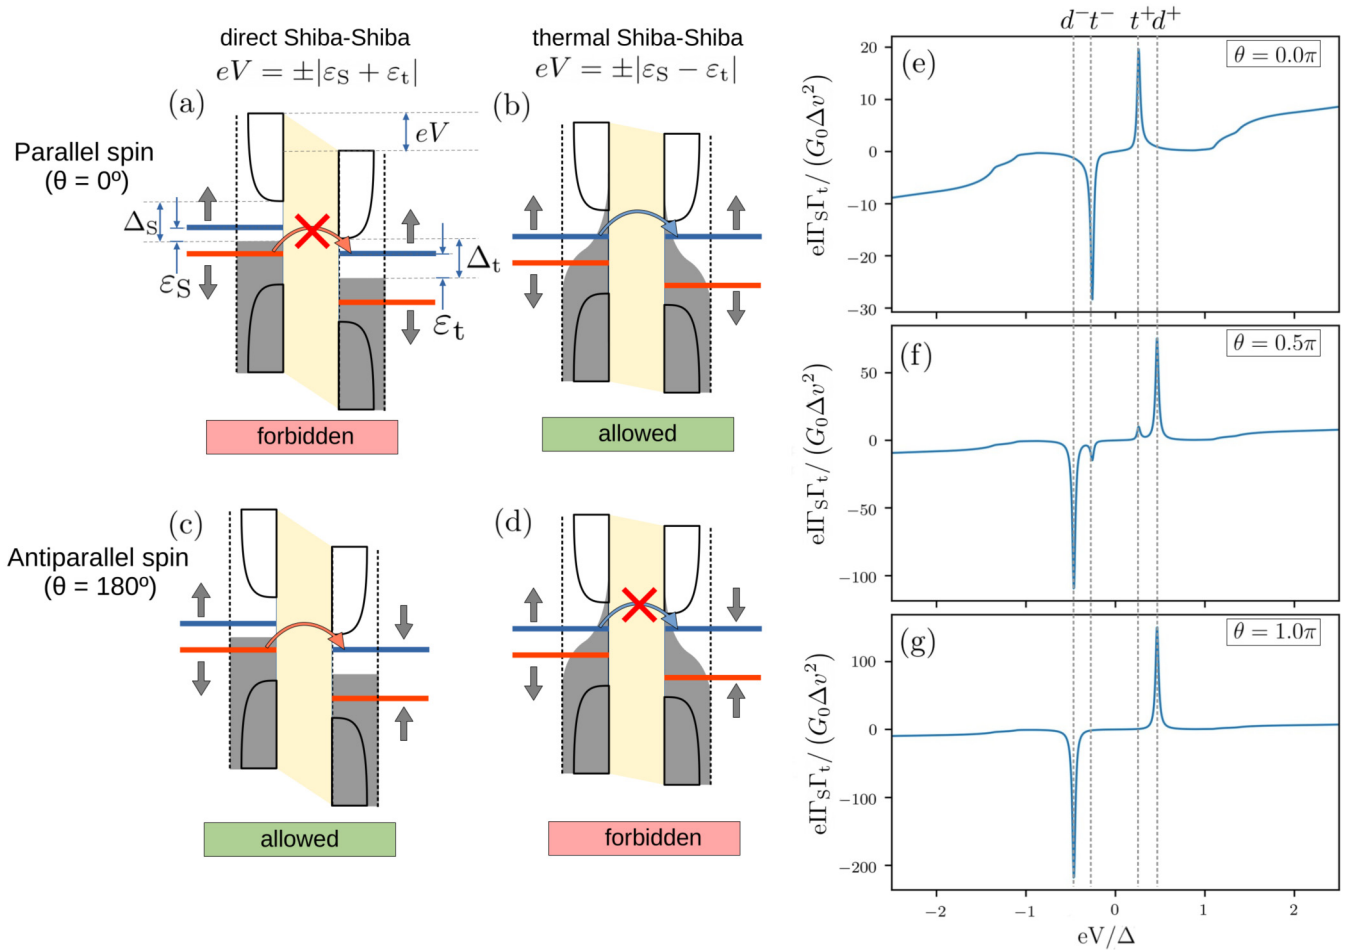 direct Shiba-Shiba
eV = ±|εS + εt|
thermal Shiba-Shiba
eV = ±|εS − εt|
Parallel spin
(θ = 0º)
(a)
eV
ΔS
εS
Δt
εt
forbidden
(b)
allowed
Antiparallel spin
(θ = 180º)
(c)
allowed
(d)
forbidden
d⁻ t⁻ t⁺ d⁺
(e)
θ = 0.0π
eIΓSΓt/ (G0Δv²)
20
10
0
−10
−20
−30
(f)
θ = 0.5π
eIΓSΓt/ (G0Δv²)
50
0
−50
−100
(g)
θ = 1.0π
eIΓSΓt/ (G0Δv²)
100
0
−100
−200
−2 −1 0 1 2
eV/Δ